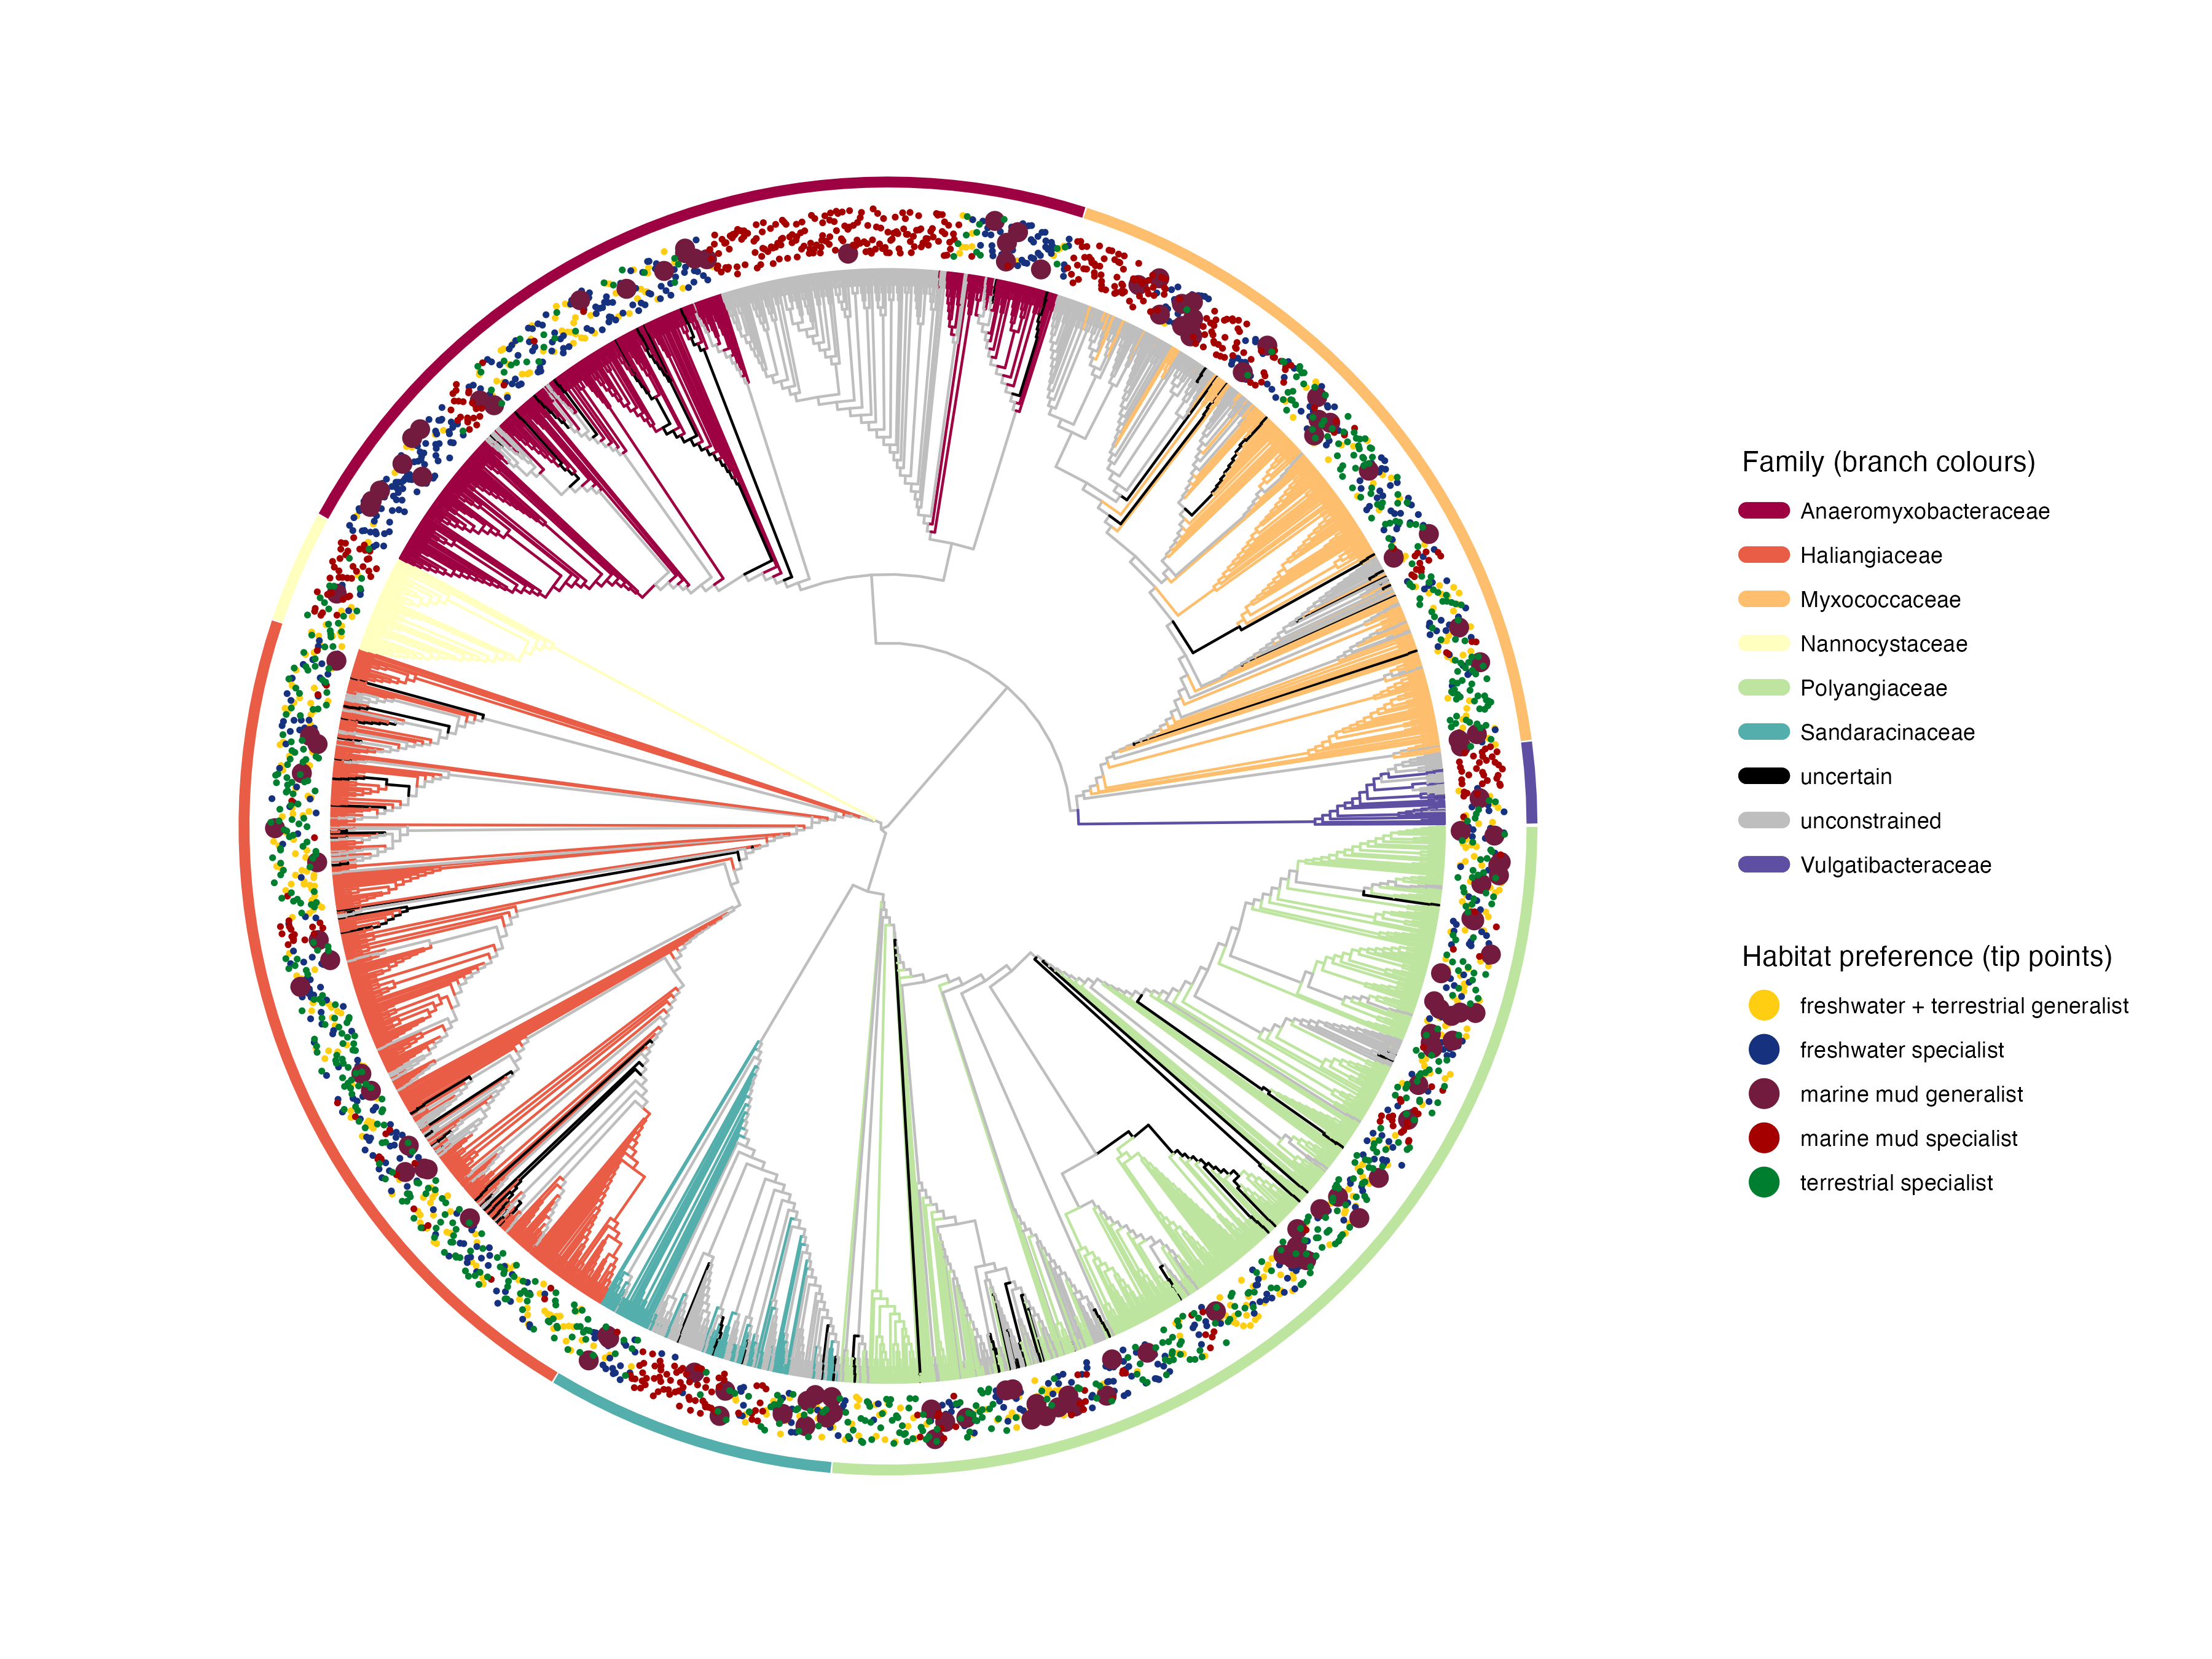 Family (branch colours)
Anaeromyxobacteraceae
Haliangiaceae
Myxococcaceae
Nannocystaceae
Polyangiaceae
Sandaracinaceae
uncertain
unconstrained
Vulgatibacteraceae
Habitat preference (tip points)
freshwater + terrestrial generalist
freshwater specialist
marine mud generalist
marine mud specialist
terrestrial specialist